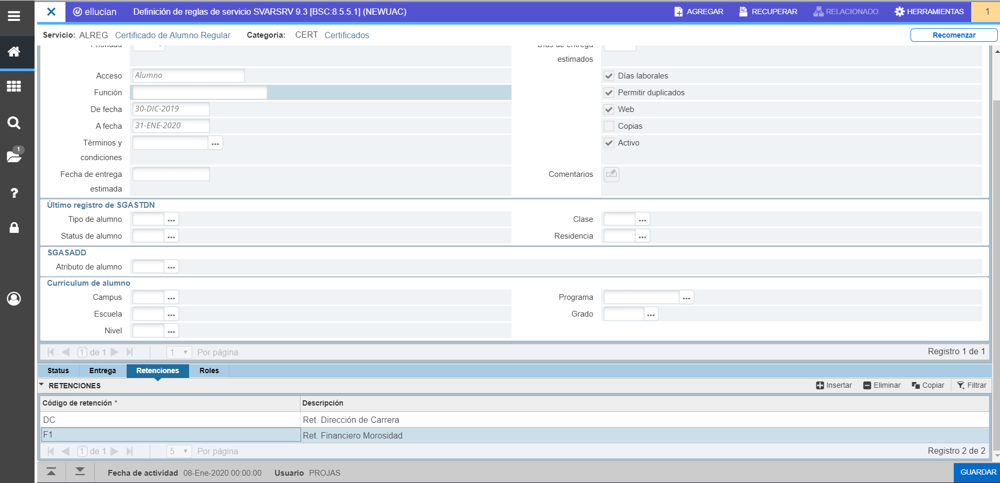 ellucian Definición de reglas de servicio SVARSRV 9.3 [BSC:8.5.5.1] (NEWUAC) AGREGAR RECUPERAR RELACIONADO HERRAMIENTAS 1
Servicio: ALREG Certificado de Alumno Regular Categoría: CERT Certificados Recomenzar
Prioridad Días de entrega
estimados
Acceso Alumno Días laborales
Función Permitir duplicados
De fecha 30-DIC-2019 Web
A fecha 31-ENE-2020 Copias
Términos y ... Activo
condiciones
1
Fecha de entrega Comentarios
estimada
Último registro de SGASTDN
Tipo de alumno ... Clase ...
Status de alumno ... Residencia ...
SGASADD
Atributo de alumno ...
Currículum de alumno
Campus ... Programa ...
Escuela ... Grado ...
Nivel ...
1 de 1 1 Por página Registro 1 de 1
Status Entrega Retenciones Roles
RETENCIONES Insertar Eliminar Copiar Filtrar
Código de retención * Descripción
DC Ret. Dirección de Carrera
F1 Ret. Financiero Morosidad
1 de 1 5 Por página Registro 2 de 2
Fecha de actividad 08-Ene-2020 00:00:00 Usuario PROJAS GUARDAR